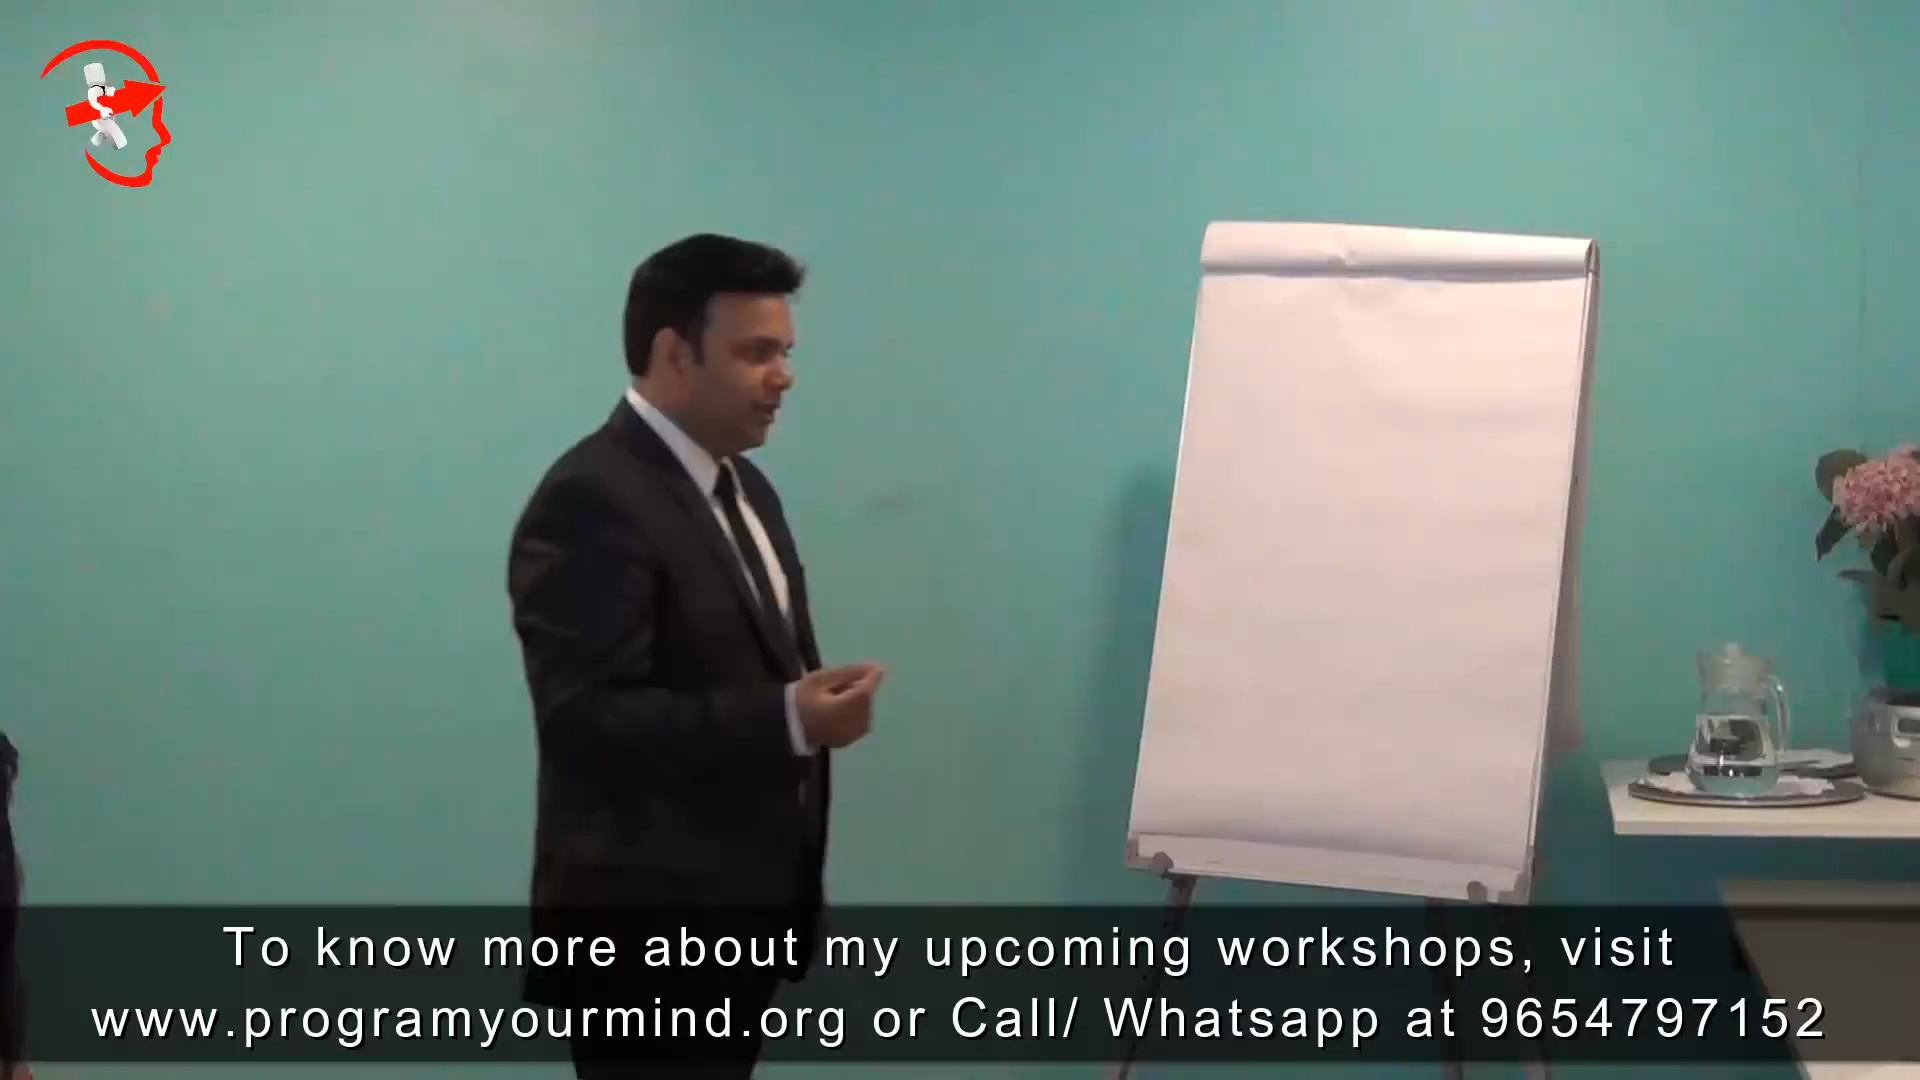 To know more about my upcoming workshops, visit
www.programyourmind.org or Call/ Whatsapp at 9654797152